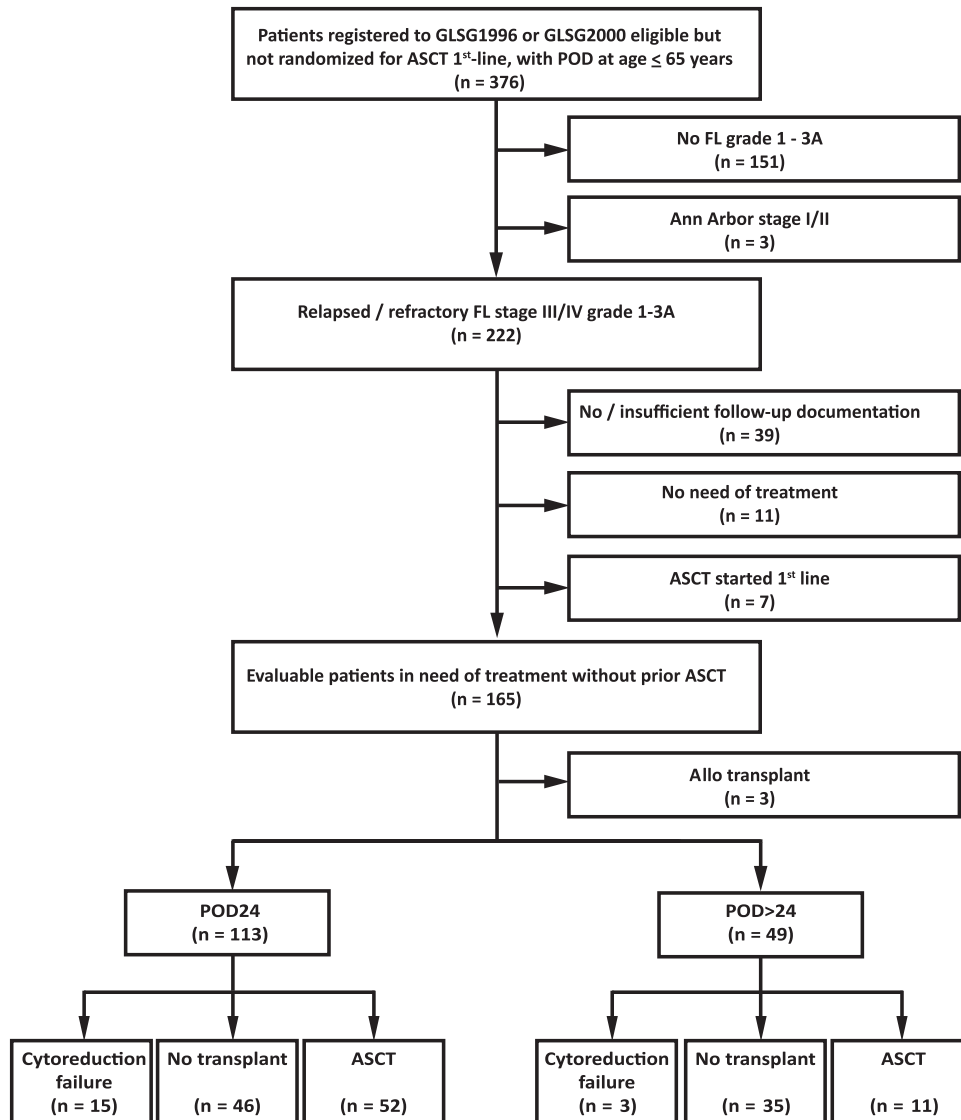 Patients registered to GLSG1996 or GLSG2000 eligible but
not randomized for ASCT 1st-line, with POD at age ≤ 65 years
(n = 376)
No FL grade 1 - 3A
(n = 151)
Ann Arbor stage I/II
(n = 3)
Relapsed / refractory FL stage III/IV grade 1-3A
(n = 222)
No / insufficient follow-up documentation
(n = 39)
No need of treatment
(n = 11)
ASCT started 1st line
(n = 7)
Evaluable patients in need of treatment without prior ASCT
(n = 165)
Allo transplant
(n = 3)
POD24
(n = 113)
POD>24
(n = 49)
Cytoreduction
failure
(n = 15)
No transplant
(n = 46)
ASCT
(n = 52)
Cytoreduction
failure
(n = 3)
No transplant
(n = 35)
ASCT
(n = 11)